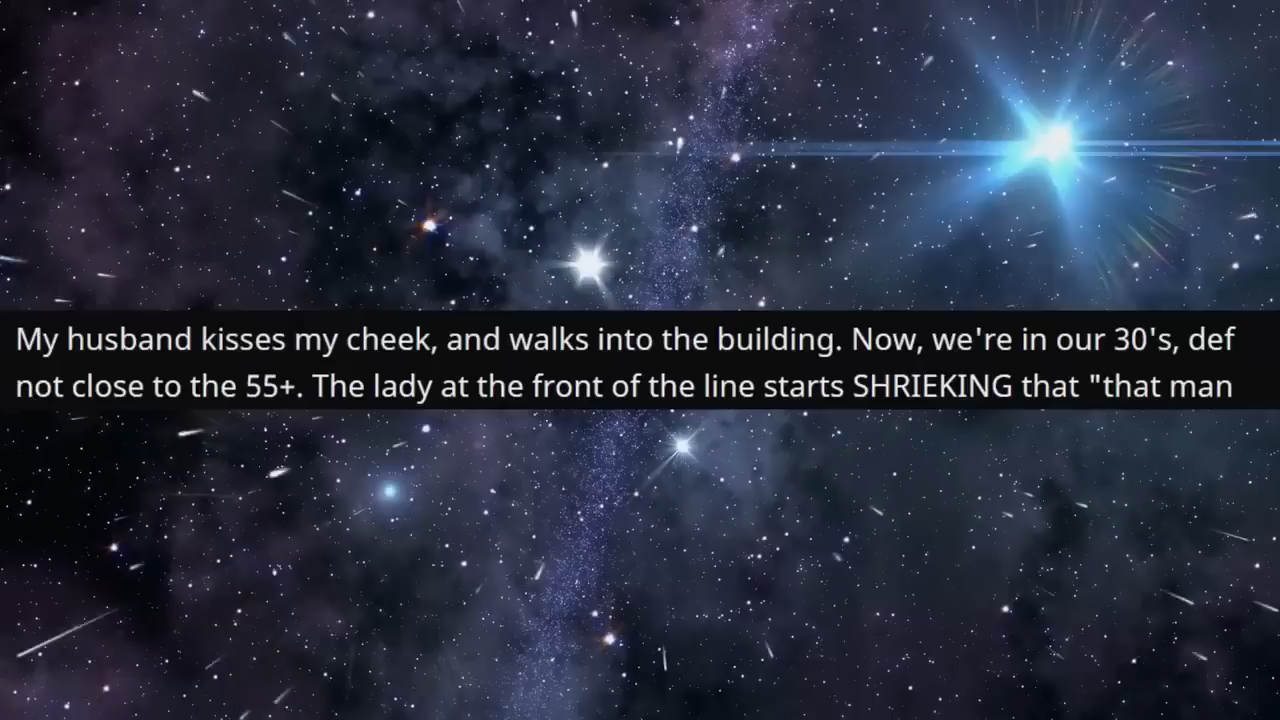 My husband kisses my cheek, and walks into the building. Now, we're in our 30's, def
not close to the 55+. The lady at the front of the line starts SHRIEKING that "that man